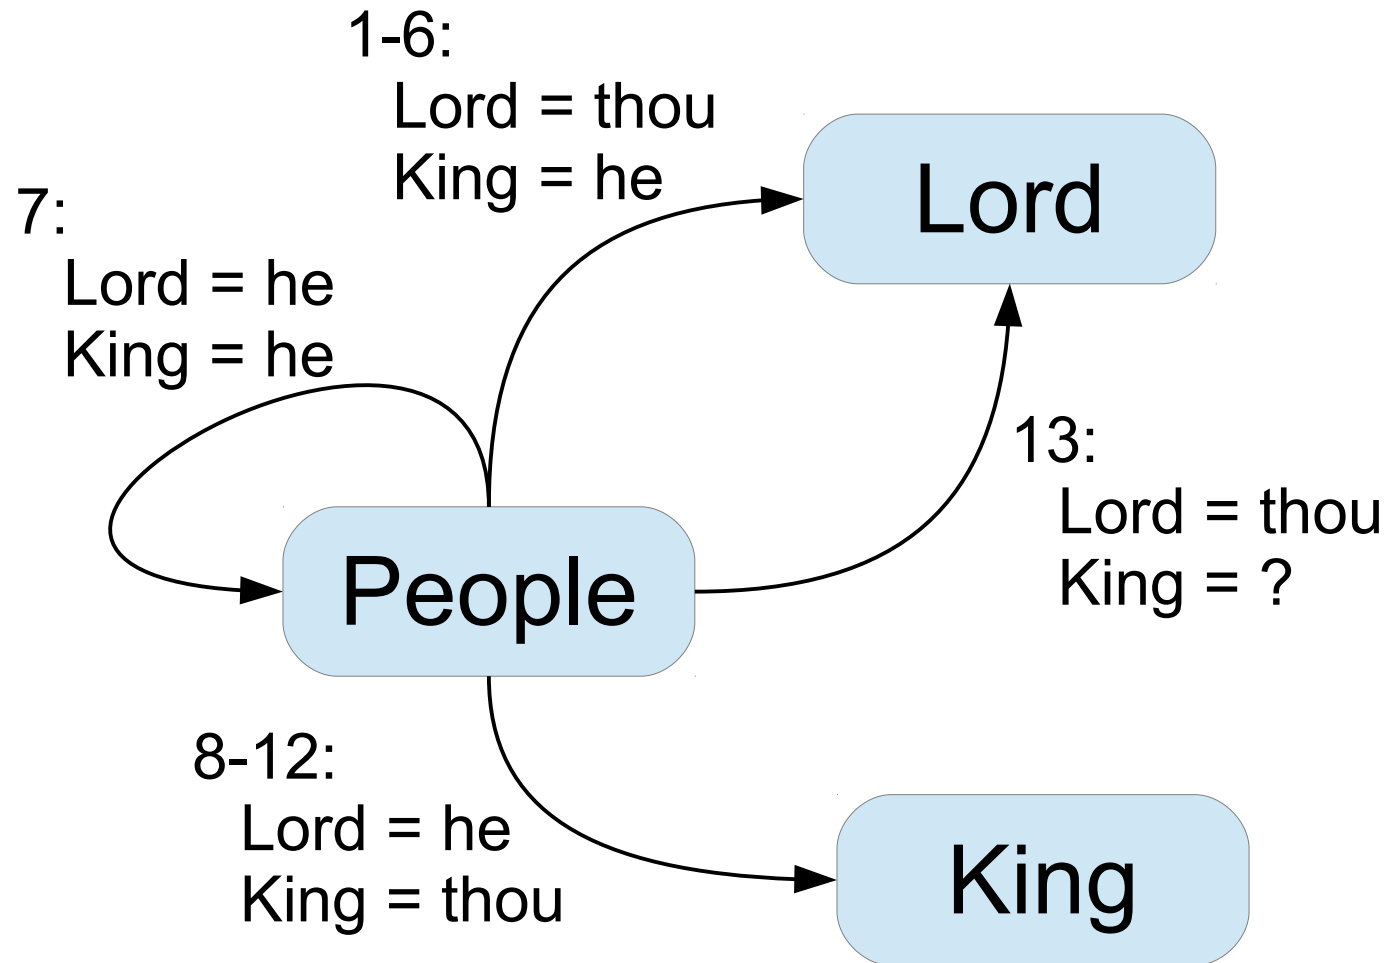 1-6:
Lord = thou
King = he
Lord
7:
Lord = he
King = he
13:
Lord = thou
King = ?
People
8-12:
Lord = he
King = thou
King